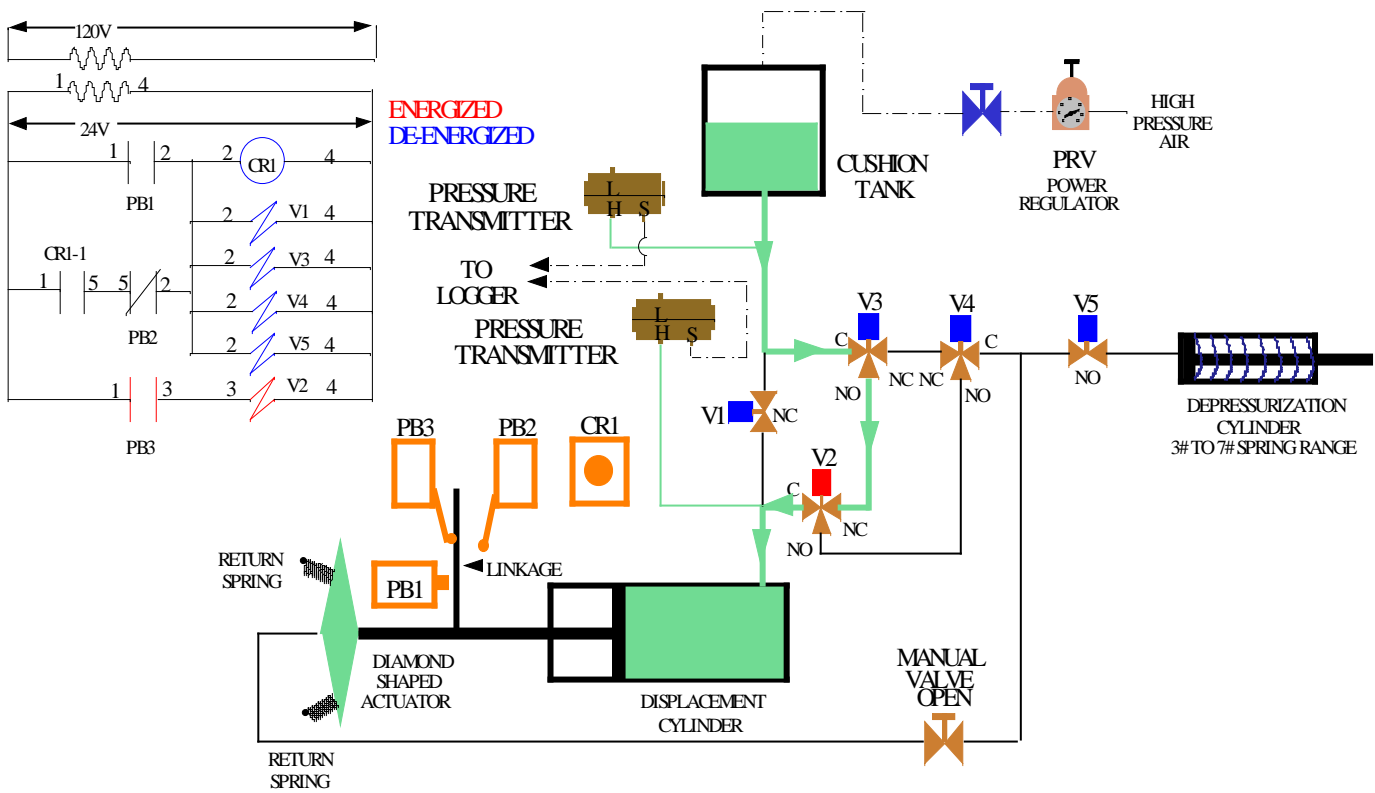 120V
1 4
24V
ENERGIZED
DE-ENERGIZED
1 2 2 CR1 4
PB1
2 V1 4
CR1-1
2 V3 4
1 5 5 2
2 V4 4
PB2
2 V5 4
1 3 3 V2 4
PB3
PRESSURE
TRANSMITTER
L
H S
TO
LOGGER
PRESSURE
TRANSMITTER
L
H S
CUSHION
TANK
PRV
POWER
REGULATOR
HIGH
PRESSURE
AIR
V3
V4
V5
C
NC
NO
NC
C
NO
NO
V1
NC
V2
C
NC
NO
DEPRESSURIZATION
CYLINDER
3# TO 7# SPRING RANGE
PB3
PB2
CR1
PB1
LINKAGE
RETURN
SPRING
DIAMOND
SHAPED
ACTUATOR
RETURN
SPRING
DISPLACEMENT
CYLINDER
MANUAL
VALVE
OPEN